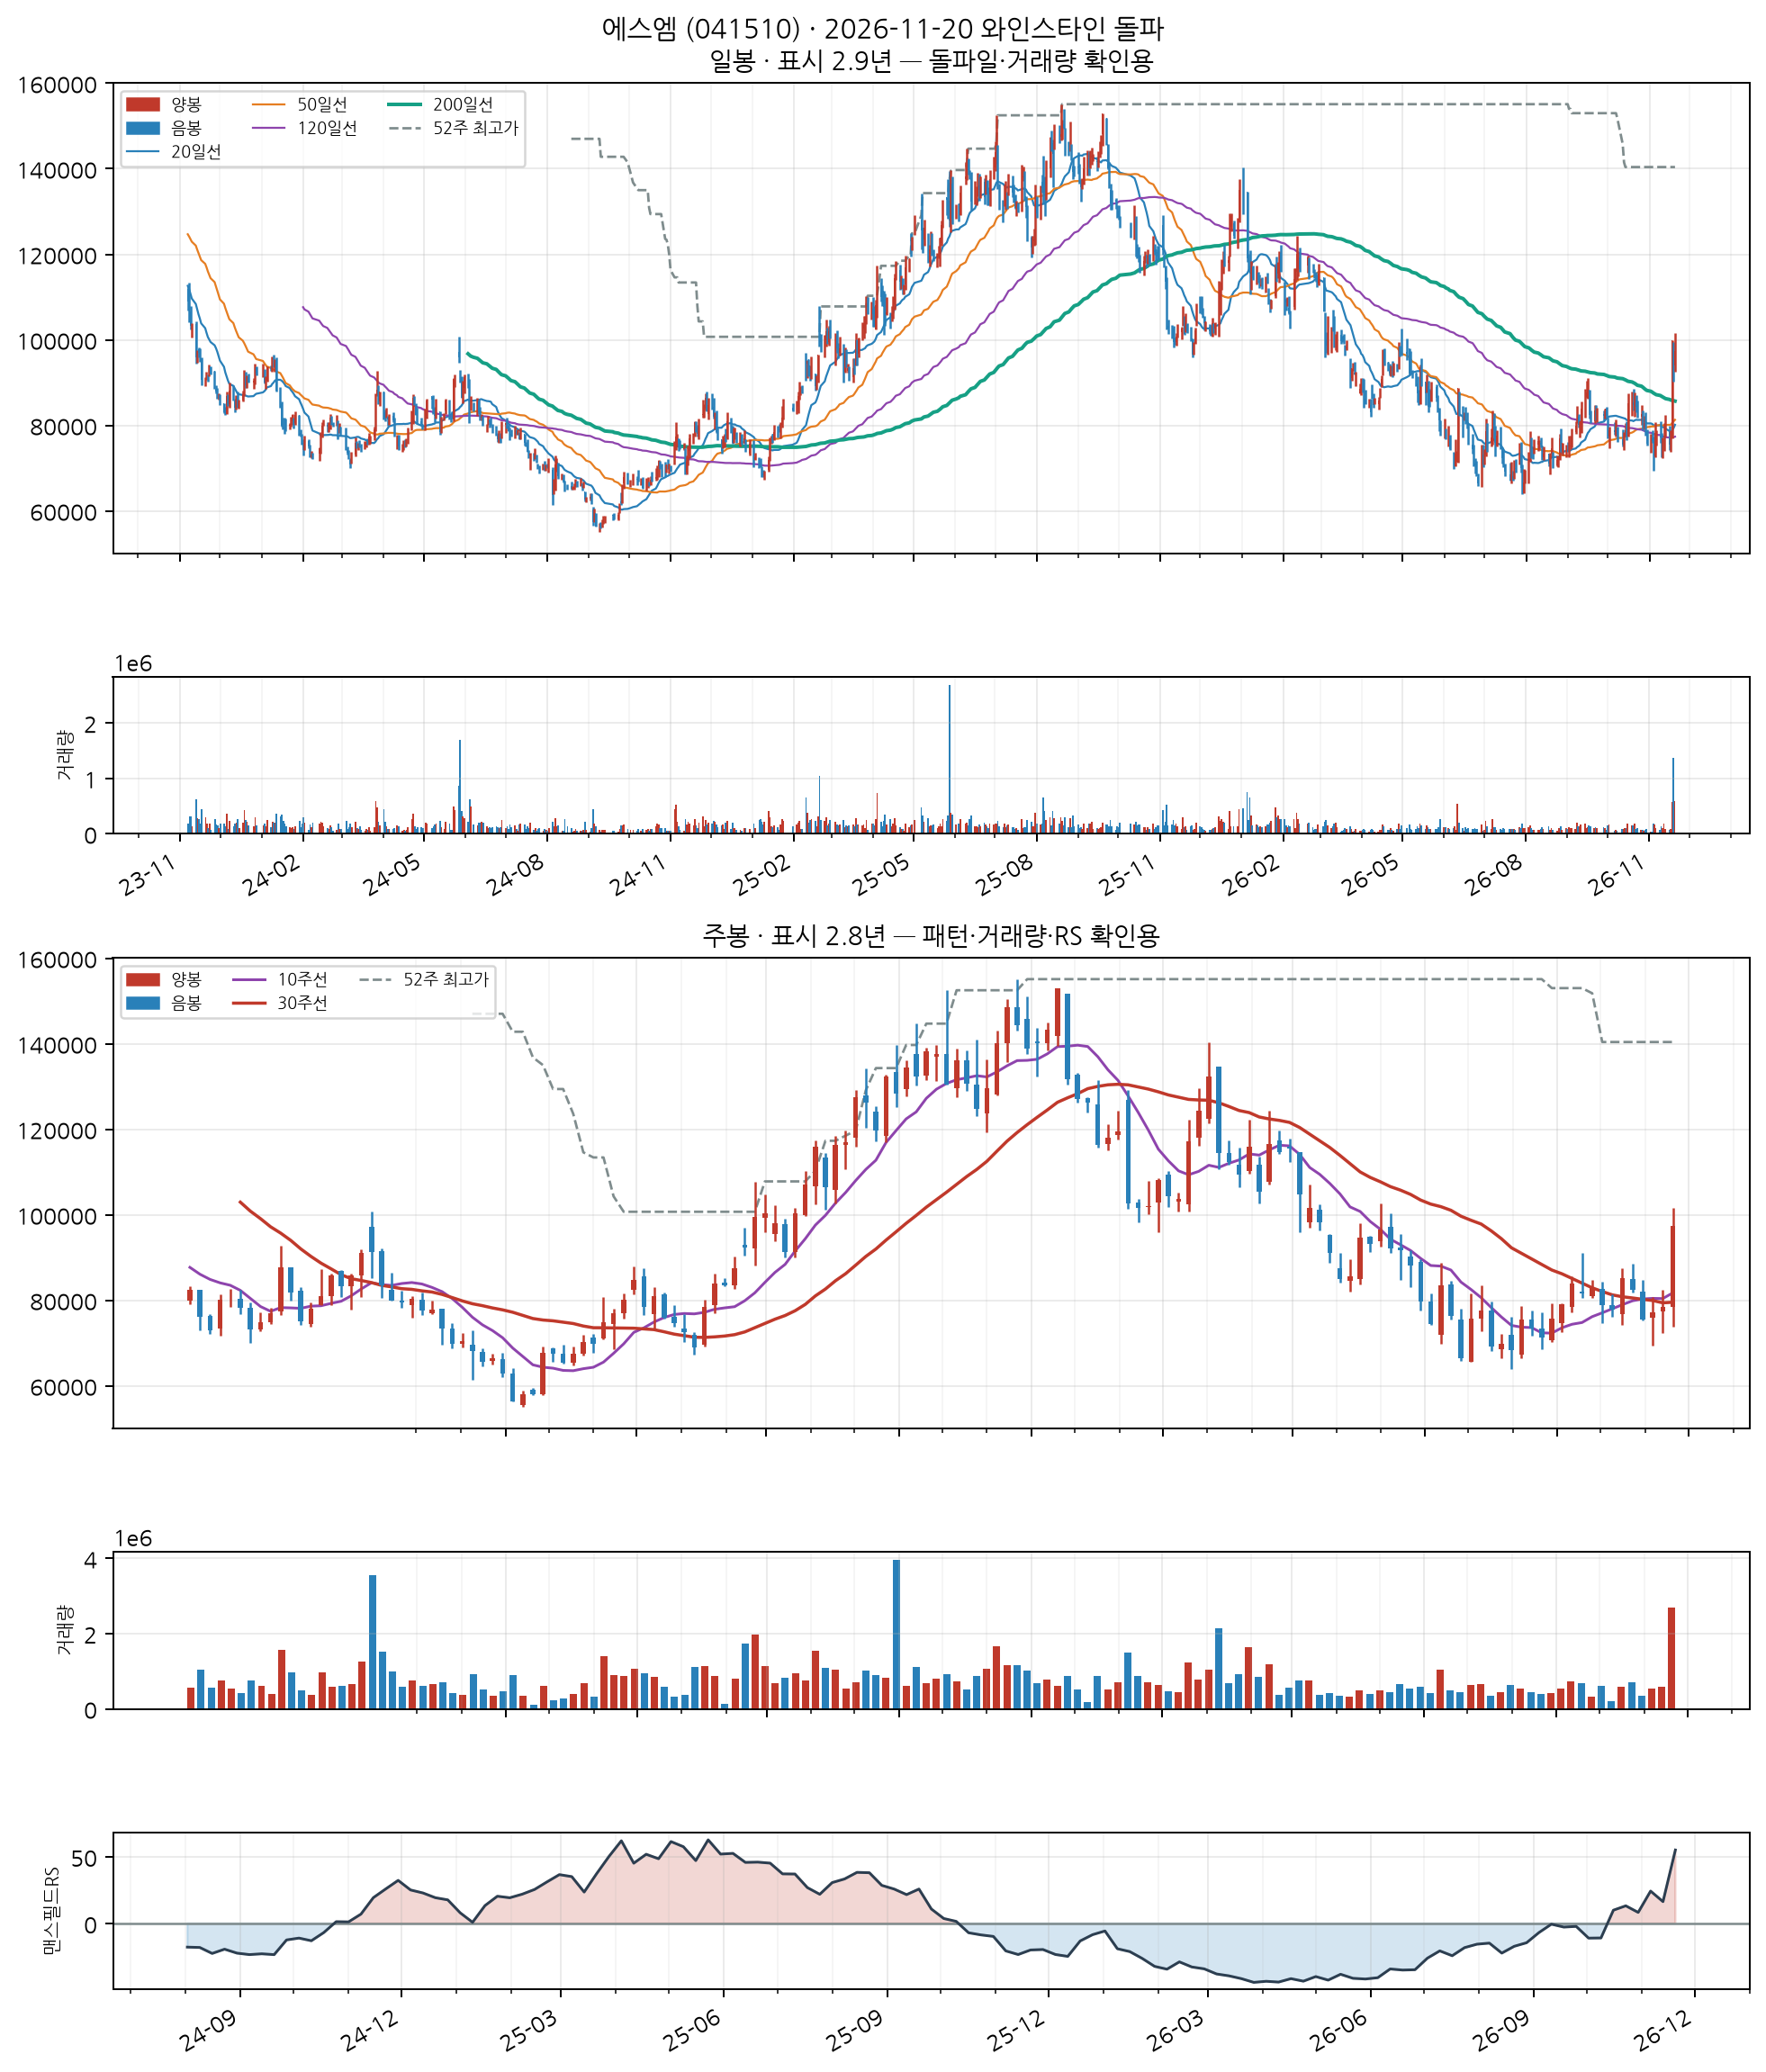 에스엠 (041510) · 2026-11-20 와인스타인 돌파
일봉 · 표시 2.9년 — 돌파일·거래량 확인용
양봉
음봉
20일선
50일선
120일선
200일선
52주 최고가
160000
140000
120000
100000
80000
60000
1e6
거래량
2
1
0
23-11
24-02
24-05
24-08
24-11
25-02
25-05
25-08
25-11
26-02
26-05
26-08
26-11
주봉 · 표시 2.8년 — 패턴·거래량·RS 확인용
양봉
음봉
10주선
30주선
52주 최고가
160000
140000
120000
100000
80000
60000
1e6
거래량
4
2
0
맨스필드RS
50
0
24-09
24-12
25-03
25-06
25-09
25-12
26-03
26-06
26-09
26-12